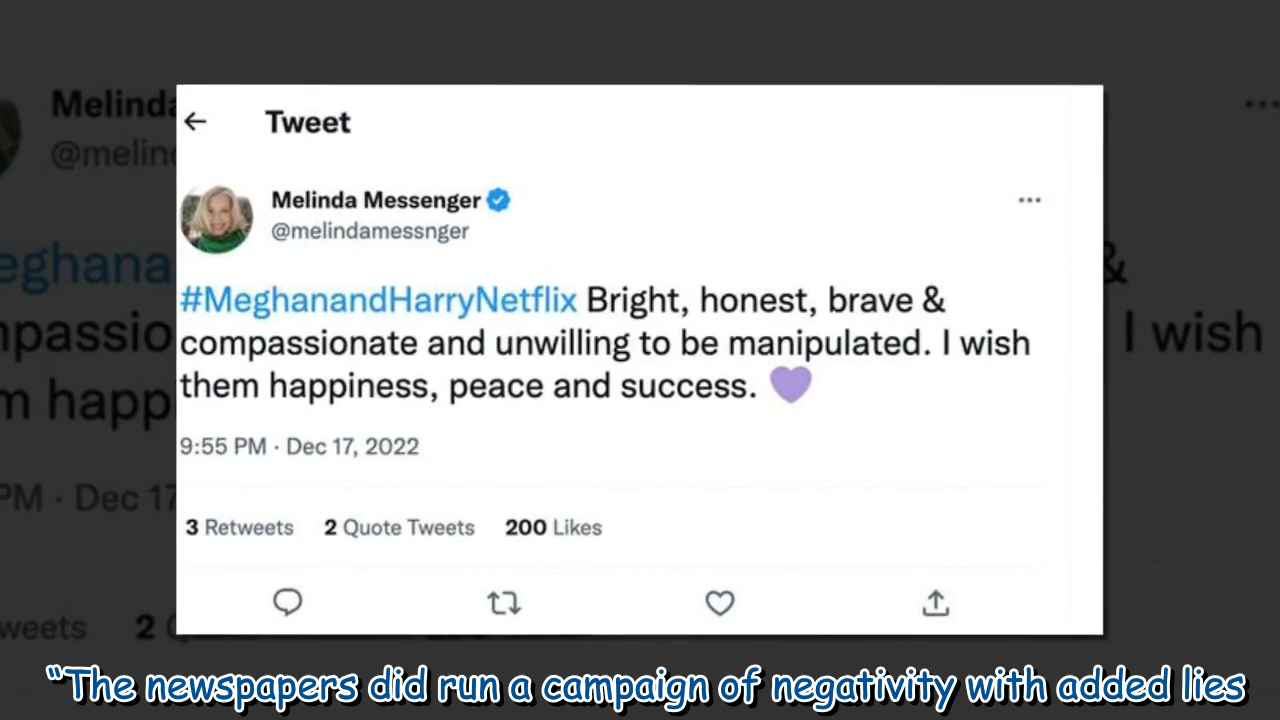 Tweet
Melinda Messenger
@melindamessnger
#MeghanandHarryNetflix Bright, honest, brave &
compassionate and unwilling to be manipulated. I wish
them happiness, peace and success. 💜
9:55 PM · Dec 17, 2022
3 Retweets 2 Quote Tweets 200 Likes
“The newspapers did run a campaign of negativity with added lies